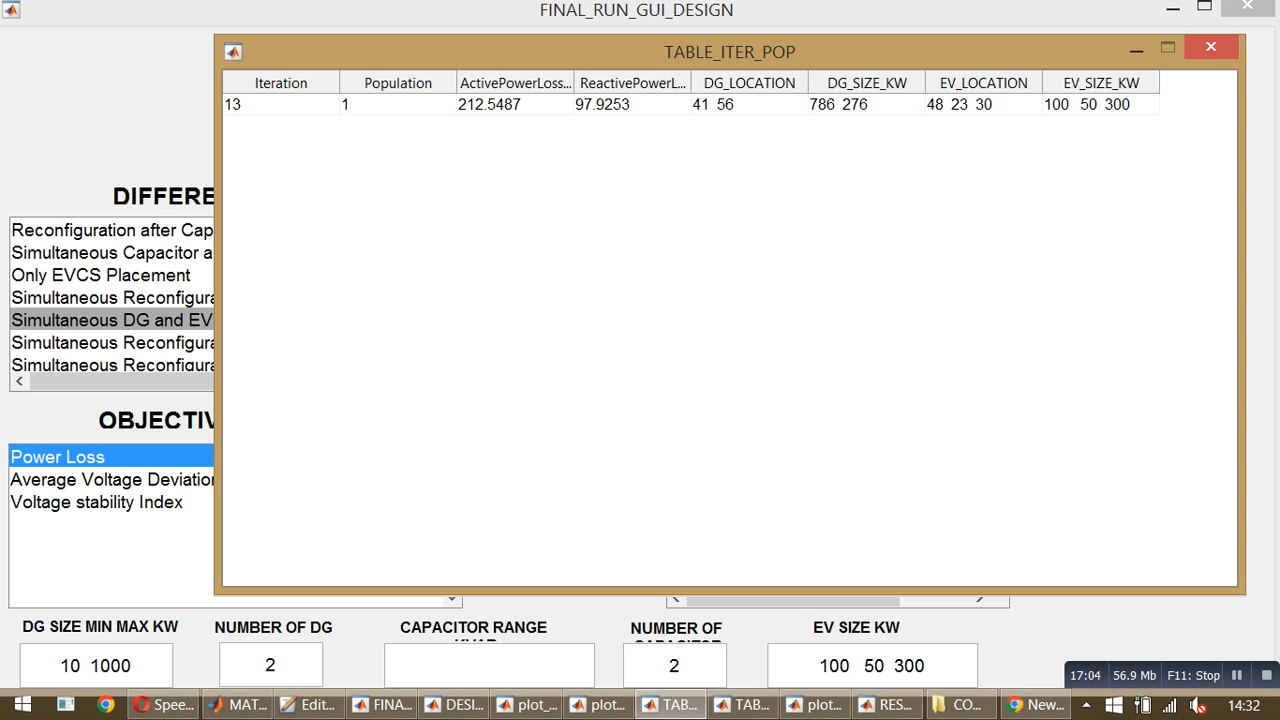 FINAL_RUN_GUI_DESIGN
TABLE_ITER_POP
Iteration Population ActivePowerLoss... ReactivePowerL... DG_LOCATION DG_SIZE_KW EV_LOCATION EV_SIZE_KW
13 1 212.5487 97.9253 41 56 786 276 48 23 30 100 50 300
DIFFERE
Reconfiguration after Cap
Simultaneous Capacitor a
Only EVCS Placement
Simultaneous Reconfigura
Simultaneous DG and EV
Simultaneous Reconfigura
Simultaneous Reconfigura
OBJECTIV
Power Loss
Average Voltage Deviation
Voltage stability Index
DG SIZE MIN MAX KW NUMBER OF DG CAPACITOR RANGE NUMBER OF EV SIZE KW
KVAR CAPACITOR
10 1000 2 2 100 50 300
17:04 56.9 Mb F11: Stop
Spee... MAT... Edit... FINA... DESI... plot_... plot... TAB... TAB... plot... RES... CO... New... 14:32